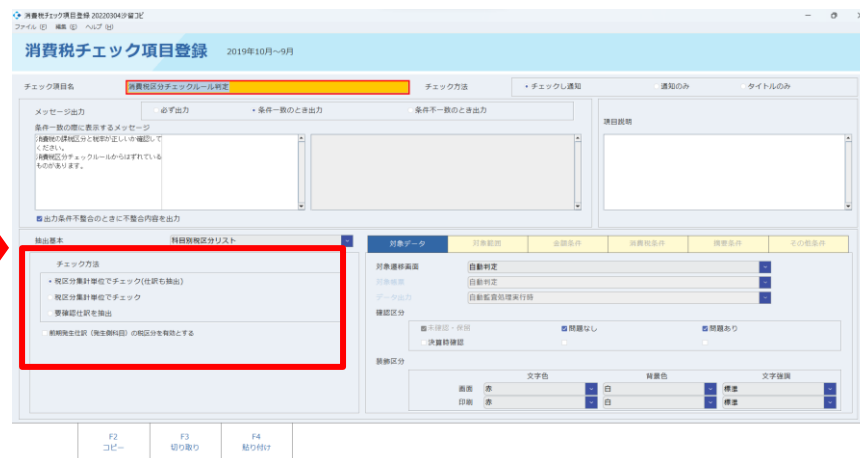 消費税チェック項目登録 20220304沙留コピ
ファイル (F) 編集 (E) ヘルプ (H)
消費税チェック項目登録 2019年10月～9月
チェック項目名 消費税区分チェックルール判定 チェック方法 チェックし通知 通知のみ タイトルのみ
メッセージ出力 必ず出力 条件一致のとき出力 条件不一致のとき出力
項目説明
条件一致の際に表示するメッセージ
消費税の課税区分と税率が正しいか確認して
ください。
消費税区分チェックルールからはずれている
ものがあります。
出力条件不整合のときに不整合内容を出力
抽出基本 科目別税区分リスト
対象データ 対象範囲 金額条件 消費税条件 摘要条件 その他条件
チェック方法
税区分集計単位でチェック(仕訳も抽出)
税区分集計単位でチェック
要確認仕訳を抽出
前期発生仕訳（発生側科目）の税区分を有効とする
対象遷移画面 自動判定
対象帳票 自動判定
データ出力 自動監査処理実行時
確認区分
未確認・保留 問題なし 問題あり
決算時確認
装飾区分
文字色 背景色 文字強調
画面 赤 白 標準
印刷 赤 白 標準
F2 F3 F4
コピー 切り取り 貼り付け